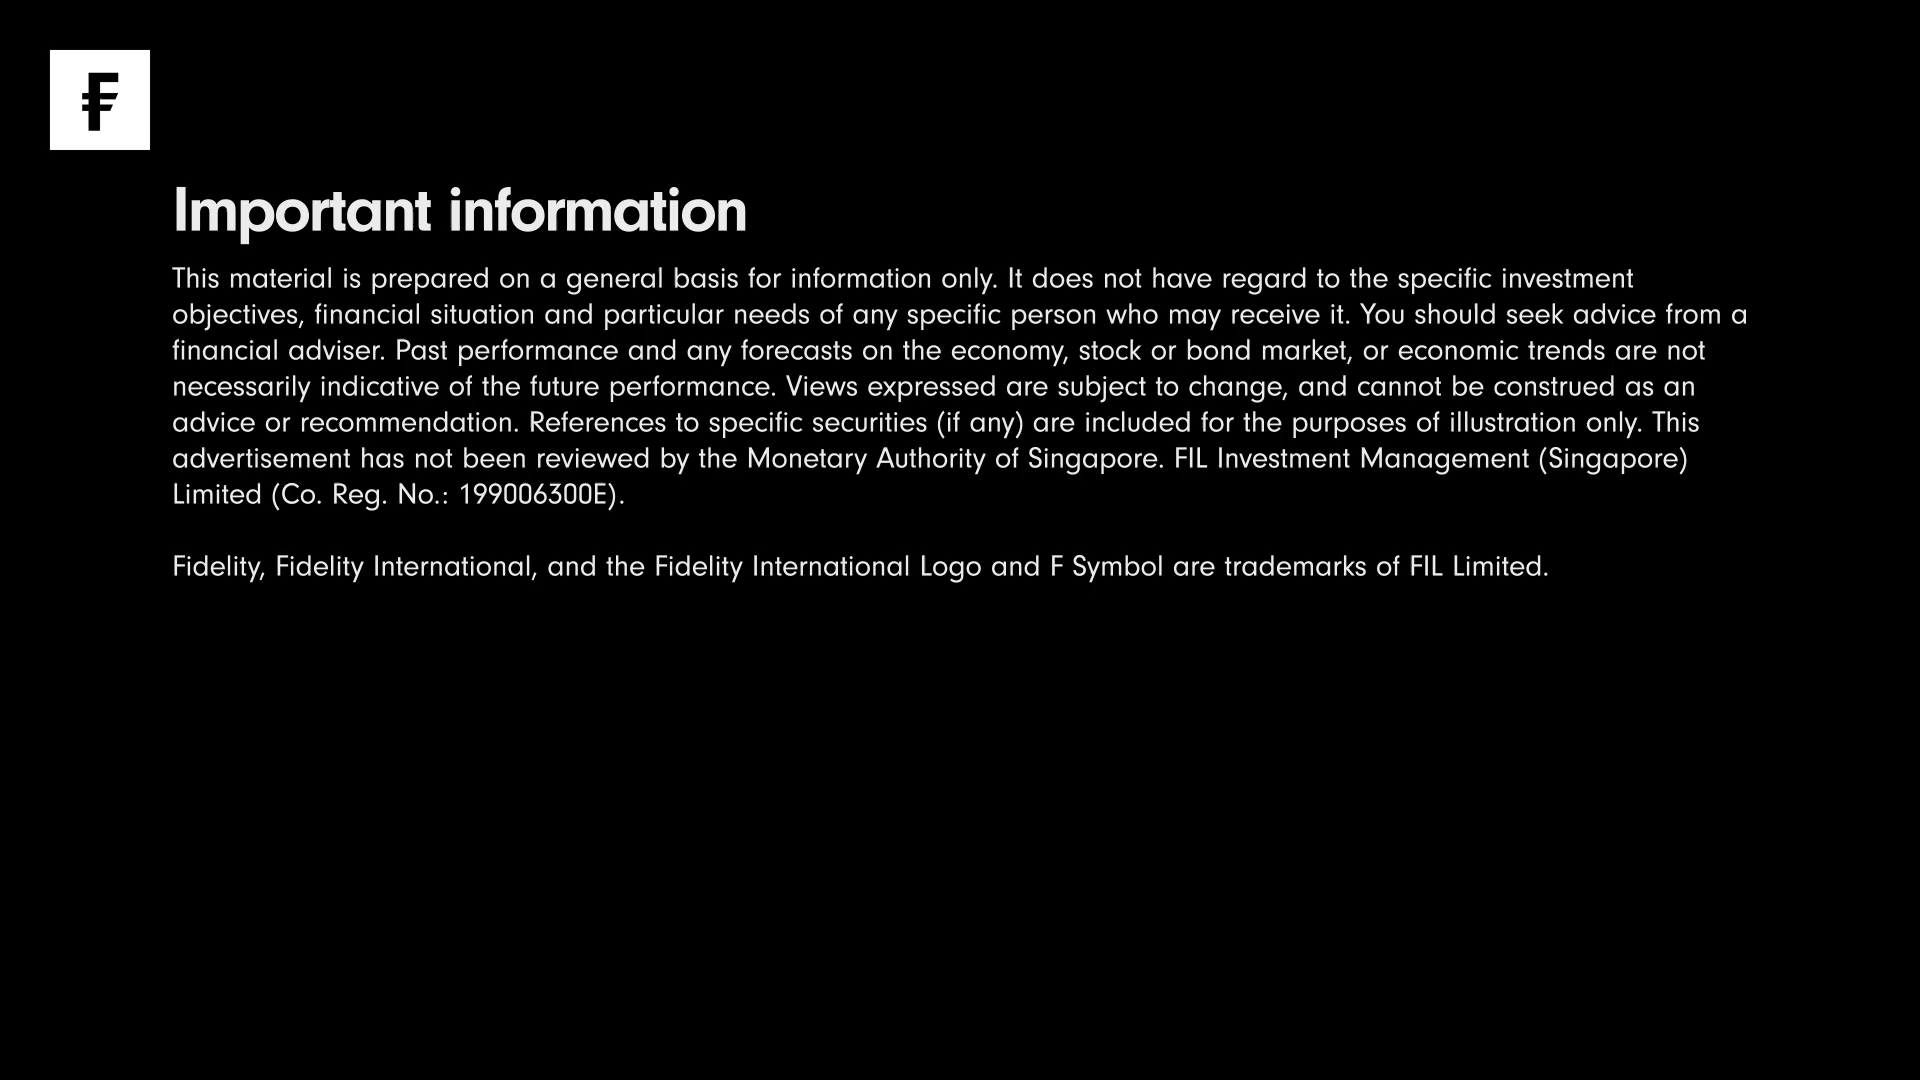 Important information
This material is prepared on a general basis for information only. It does not have regard to the specific investment
objectives, financial situation and particular needs of any specific person who may receive it. You should seek advice from a
financial adviser. Past performance and any forecasts on the economy, stock or bond market, or economic trends are not
necessarily indicative of the future performance. Views expressed are subject to change, and cannot be construed as an
advice or recommendation. References to specific securities (if any) are included for the purposes of illustration only. This
advertisement has not been reviewed by the Monetary Authority of Singapore. FIL Investment Management (Singapore)
Limited (Co. Reg. No.: 199006300E).
Fidelity, Fidelity International, and the Fidelity International Logo and F Symbol are trademarks of FIL Limited.